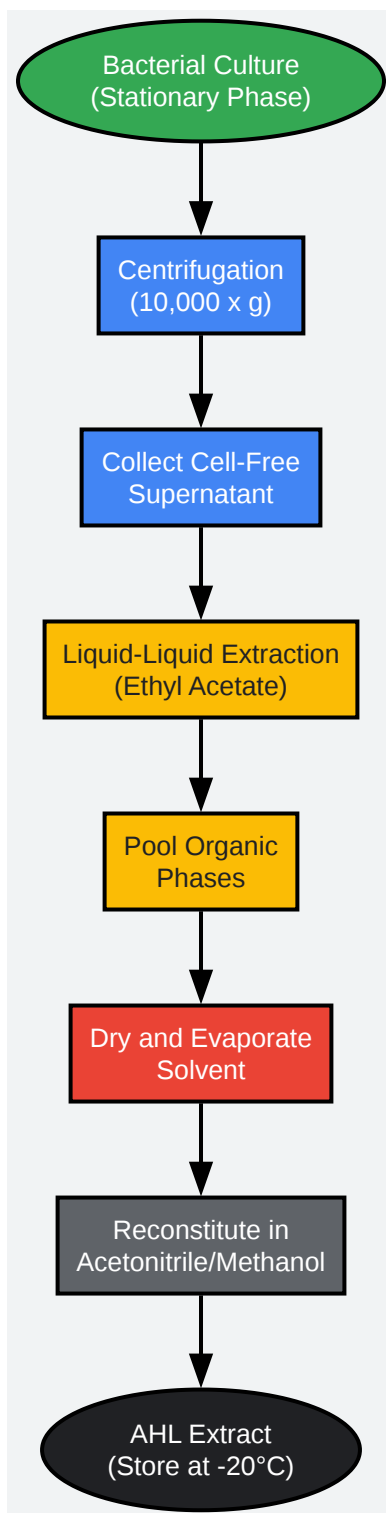 Bacterial Culture
(Stationary Phase)
Centrifugation
(10,000 x g)
Collect Cell-Free
Supernatant
Liquid-Liquid Extraction
(Ethyl Acetate)
Pool Organic
Phases
Dry and Evaporate
Solvent
Reconstitute in
Acetonitrile/Methanol
AHL Extract
(Store at -20°C)